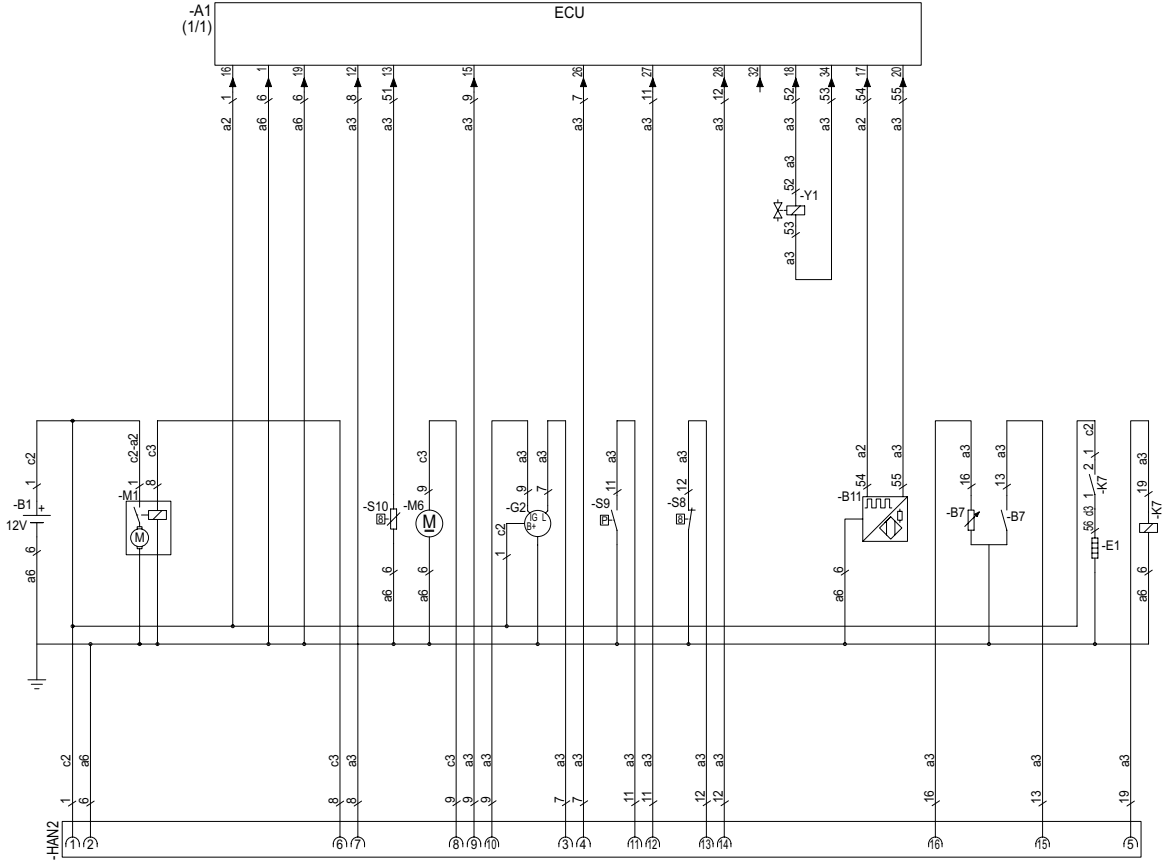 -A1
(1/1)
ECU
16 1 19 12 13 15 26 27 28 32 18 34 17 20
1 6 6 8 51 9 7 11 12 52 53 54 55
a2 a6 a6 a3 a3 a3 a3 a3 a3 a3 a3 a2 a3
a3
52
-Y1
53
a3
c2 c2-a2 c3 c3 a3 a3 a3 a3 a2 a3 a3 a3 c2 a3
1 1 8 9 9 7 11 12 54 55 16 13 1 19
-B1
+
12V
-M1
M
-S10
-M6
M
-G2
IG L
B+
-S9
P
-S8
-B11
-B7
-B7
2
-K7
1
d3
56
-E1
-K7
6 6 6 1 6 6
a6 a6 a6 c2 a6 a6
c2 a6 c3 a3 c3 a3 a3 a3 a3 a3 a3 a3 a3 a3 a3 a3
1 6 8 8 9 9 9 7 7 11 11 12 12 16 13 19
-HAN2
1 2 6 7 8 9 10 3 4 11 12 13 14 16 15 5